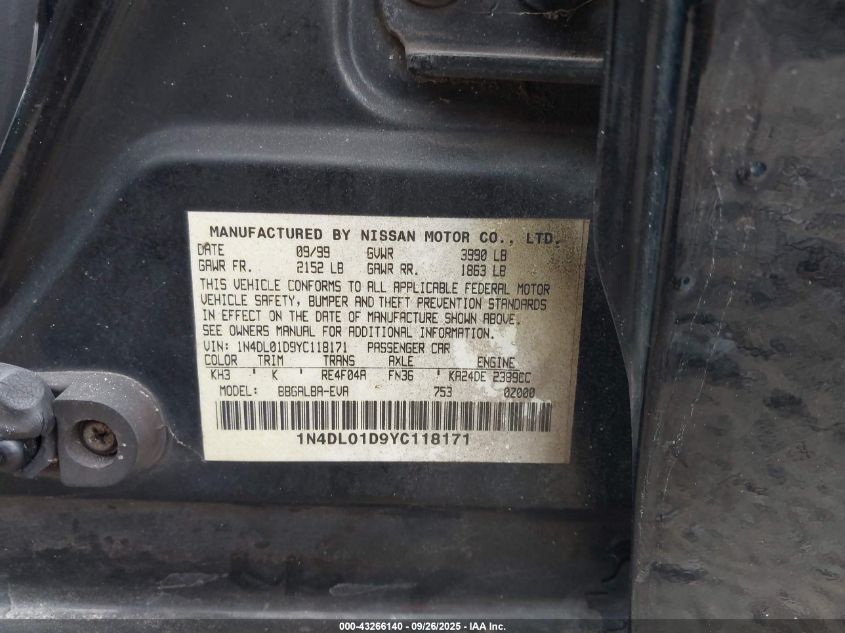 MANUFACTURED BY NISSAN MOTOR CO., LTD.
DATE 09/99 GVWR 3990 LB
GAWR FR. 2152 LB GAWR RR. 1863 LB
THIS VEHICLE CONFORMS TO ALL APPLICABLE FEDERAL MOTOR
VEHICLE SAFETY, BUMPER AND THEFT PREVENTION STANDARDS
IN EFFECT ON THE DATE OF MANUFACTURE SHOWN ABOVE.
SEE OWNERS MANUAL FOR ADDITIONAL INFORMATION.
VIN: 1N4DL01D9YC118171 PASSENGER CAR
COLOR TRIM TRANS AXLE ENGINE
KH3 ' K ' RE4F04A FN36 ' KA24DE 2389CC
MODEL: BBGALBA-EVA 753 0Z000
1N4DL01D9YC118171
000-43266140 - 09/26/2025 - IAA Inc.